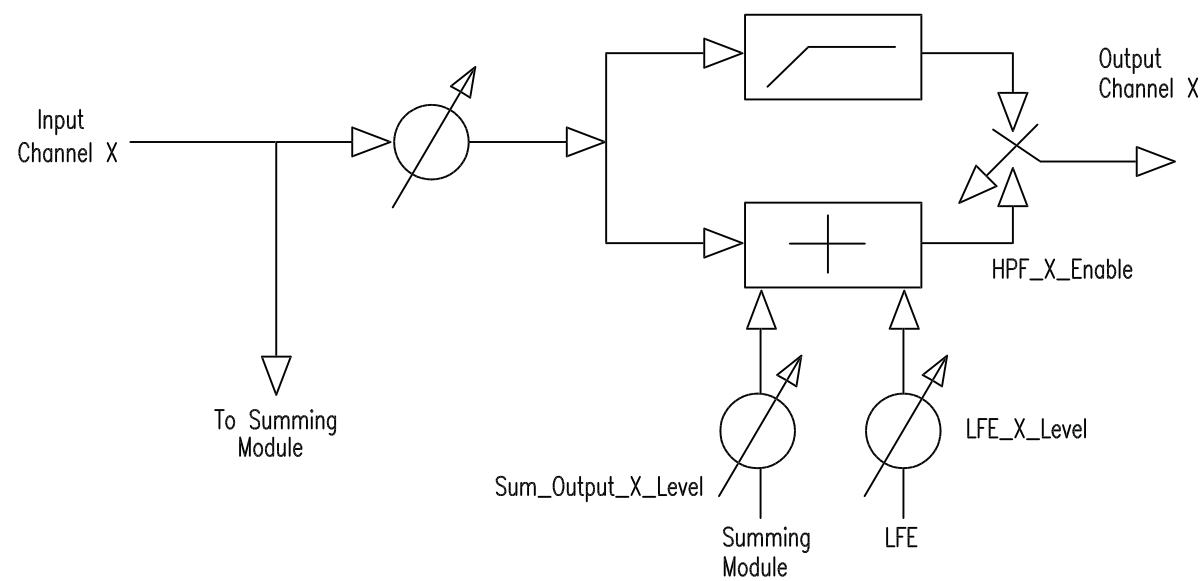 Input
Channel X
To Summing
Module
Output
Channel X
HPF_X_Enable
LFE_X_Level
Sum_Output_X_Level
Summing
Module
LFE